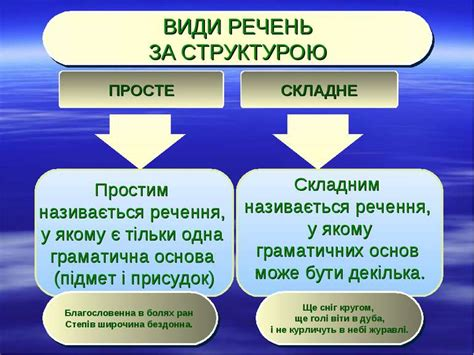 ВИДИ РЕЧЕНЬ
ЗА СТРУКТУРОЮ
ПРОСТЕ
СКЛАДНЕ
Простим
називається речення,
у якому є тільки одна
граматична основа
(підмет і присудок)
Складним
називається речення,
у якому
граматичних основ
може бути декілька.
Благословенна в болях ран
Степів широчина бездонна.
Ще сніг кругом,
ще голі віти в дуба,
і не курличуть в небі журавлі.